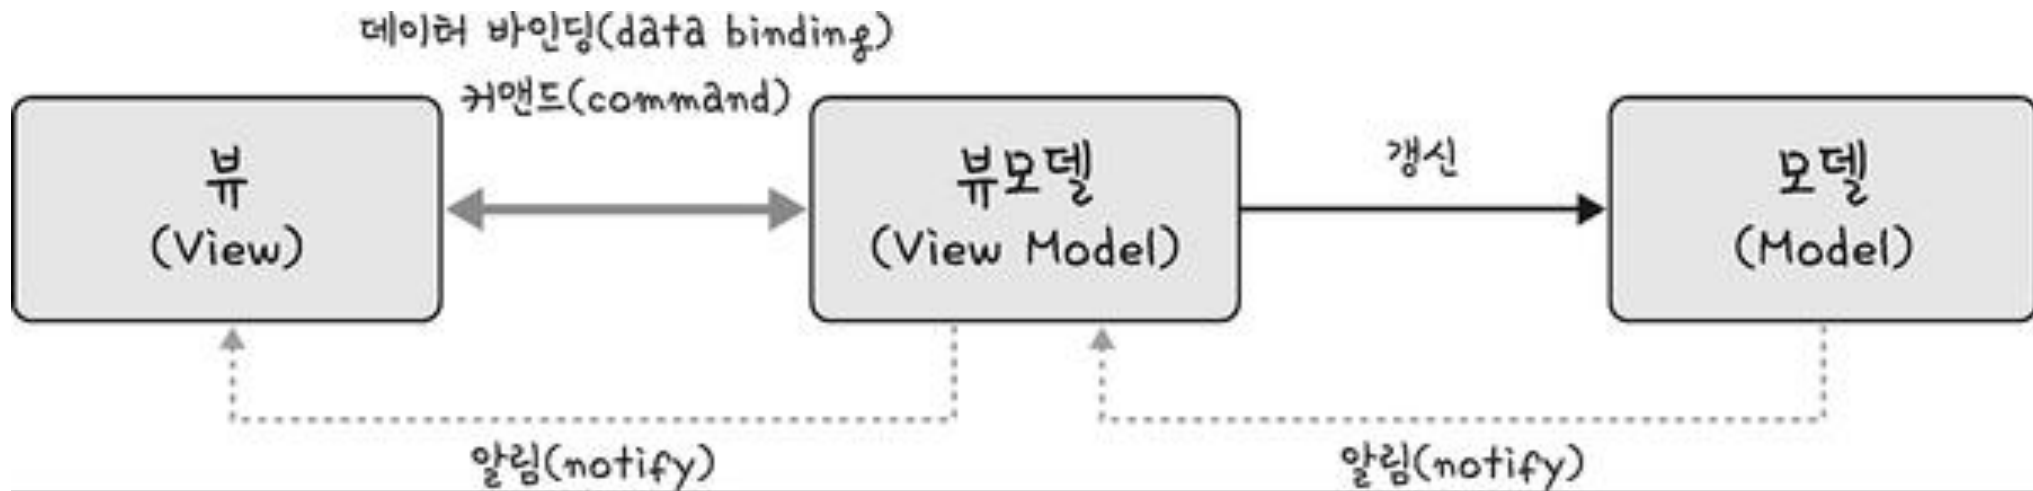 데이터 바인딩(data binding)
커맨드(command)
뷰
(View)
뷰모델
(View Model)
갱신
모델
(Model)
알림(notify)
알림(notify)